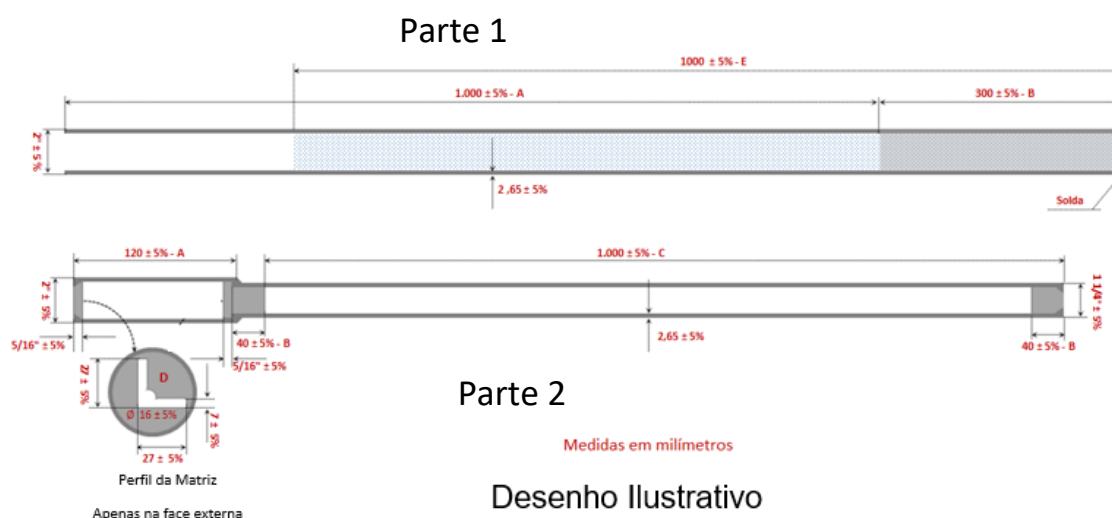 Parte 1
1000 ± 5% - E
1.000 ± 5% - A
300 ± 5% - B
2" ± 5%
2,65 ± 5%
Solda
120 ± 5% - A
1.000 ± 5% - C
2" ± 5%
1 1/4" ± 5%
5/16" ± 5%
40 ± 5% - B
5/16" ± 5%
2,65 ± 5%
40 ± 5% - B
27 ± 5%
D
Ø 16 ± 5%
7 ± 5%
27 ± 5%
Parte 2
Perfil da Matriz
Apenas na face externa
Medidas em milímetros
Desenho Ilustrativo